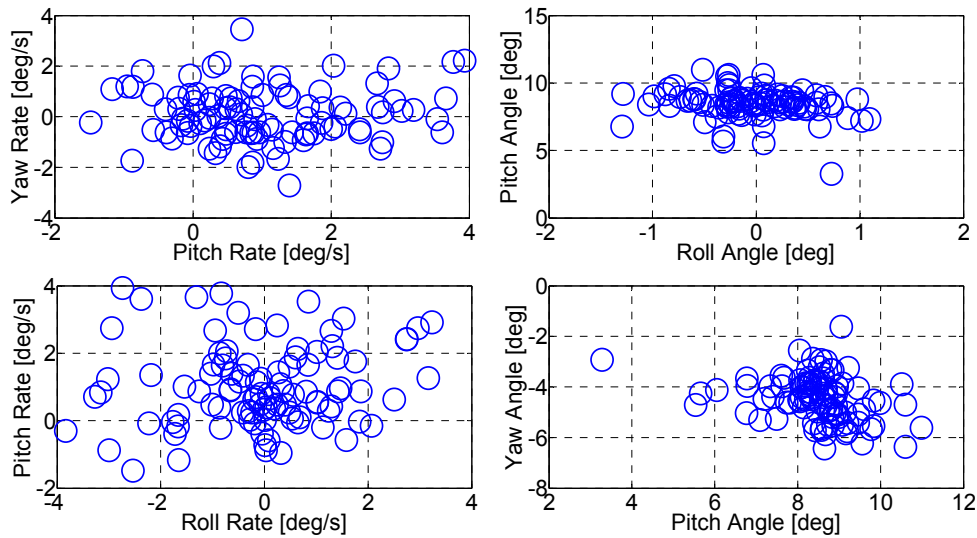 4
2
0
-2
-4
Yaw Rate [deg/s]
-2 0 2 4
Pitch Rate [deg/s]
15
10
5
0
Pitch Angle [deg]
-2 -1 0 1 2
Roll Angle [deg]
4
2
0
-2
Pitch Rate [deg/s]
-4 -2 0 2 4
Roll Rate [deg/s]
0
-2
-4
-6
-8
Yaw Angle [deg]
2 4 6 8 10 12
Pitch Angle [deg]